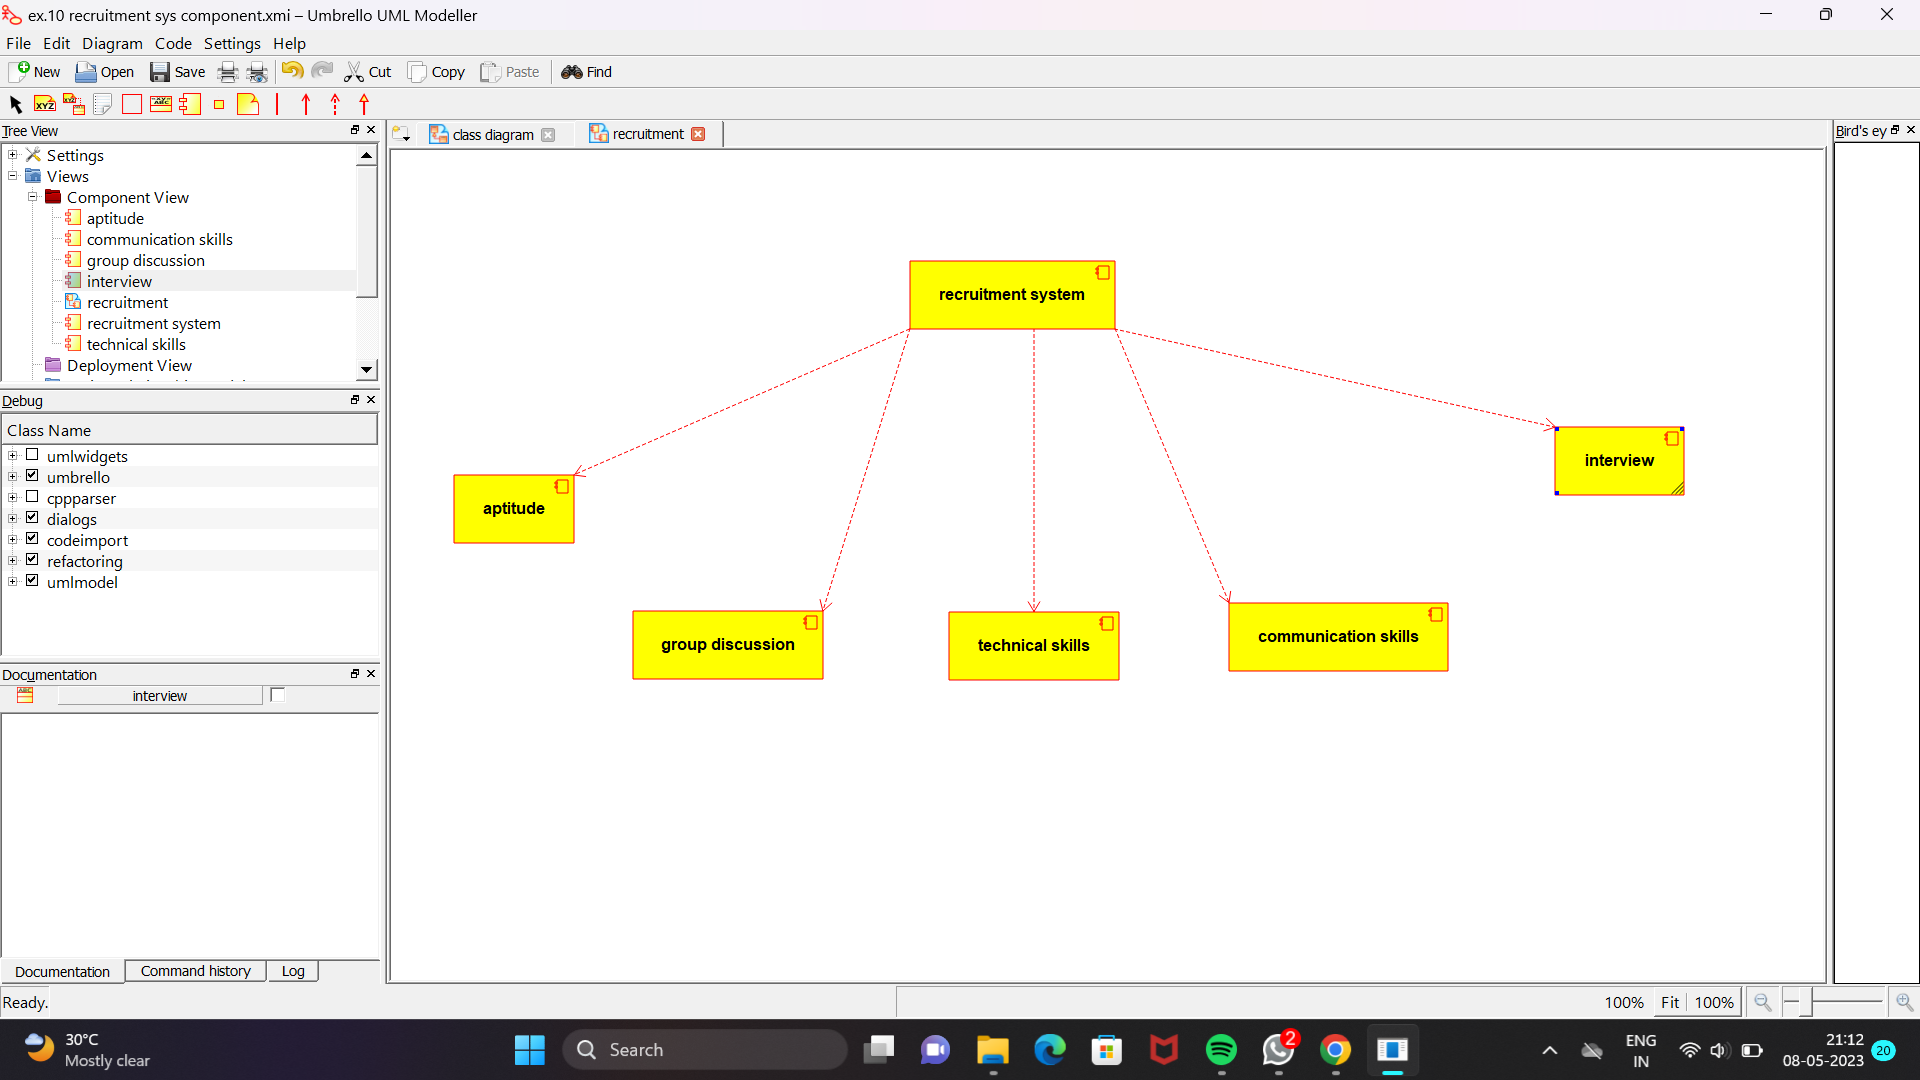 ex.10 recruitment sys component.xmi – Umbrello UML Modeller
File Edit Diagram Code Settings Help
New Open Save Cut Copy Paste Find
Tree View
class diagram
recruitment
Bird's ey
Settings
Views
Component View
aptitude
communication skills
group discussion
interview
recruitment
recruitment system
technical skills
Deployment View
Debug
Class Name
umlwidgets
umbrello
cppparser
dialogs
codeimport
refactoring
umlmodel
Documentation
interview
Documentation Command history Log
recruitment system
interview
aptitude
group discussion
technical skills
communication skills
Ready.
100% Fit 100%
30°C
Mostly clear
Search
2
ENG
IN
21:12
08-05-2023
20